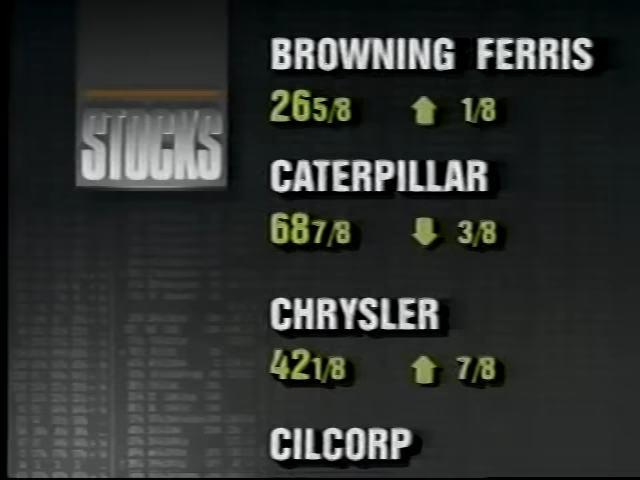 STOCKS
BROWNING FERRIS
26 5/8 1/8
CATERPILLAR
68 7/8 3/8
CHRYSLER
42 1/8 7/8
CILCORP